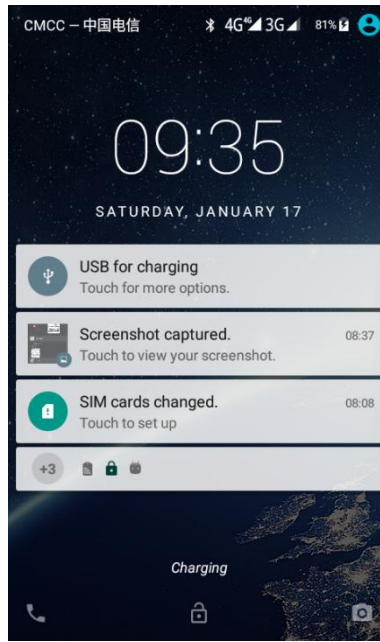 CMCC — 中国电信 4G 4G 3G 81%
09:35
SATURDAY, JANUARY 17
USB for charging
Touch for more options.
Screenshot captured. 08:37
Touch to view your screenshot.
SIM cards changed. 08:08
Touch to set up
+3
Charging